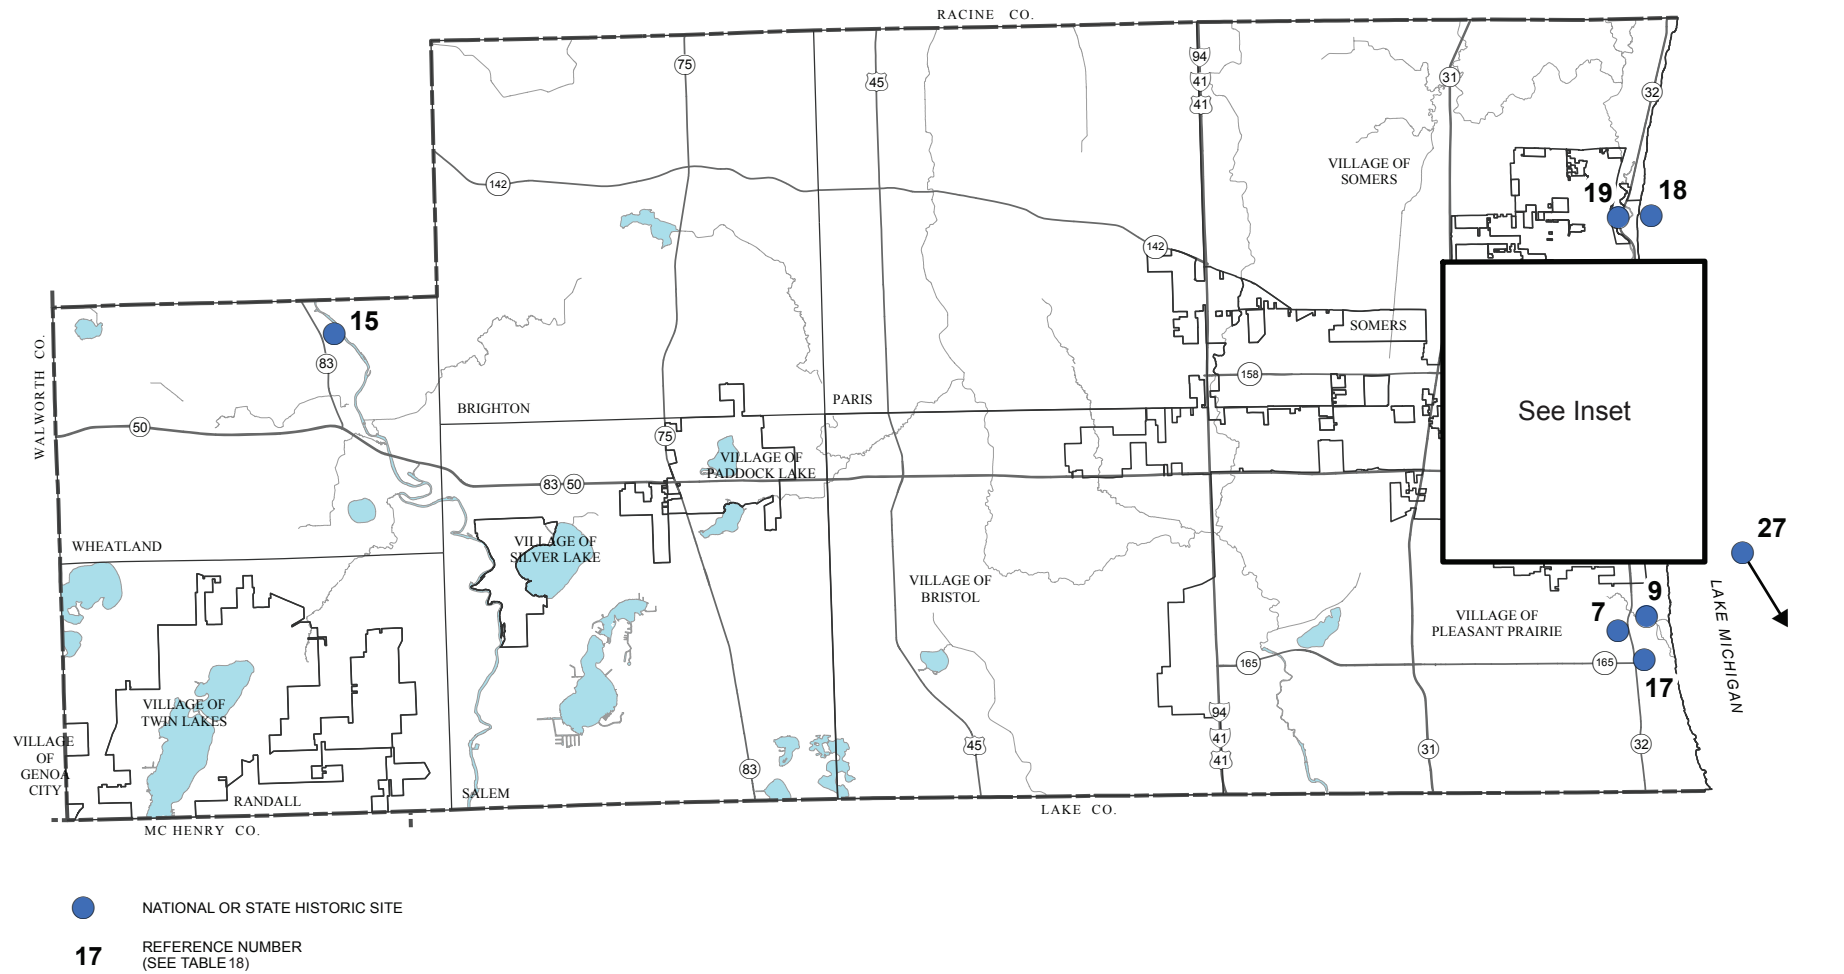 RACINE CO.
75
45
94
41
41
31
32
142
VILLAGE OF
SOMERS
19
18
142
15
83
WALWORTH CO.
SOMERS
158
50
BRIGHTON
PARIS
75
See Inset
VILLAGE OF
PADDOCK LAKE
83 50
WHEATLAND
VILLAGE OF
SILVER LAKE
27
VILLAGE OF
BRISTOL
9
7
VILLAGE OF
PLEASANT PRAIRIE
LAKE MICHIGAN
165
165
17
VILLAGE OF
TWIN LAKES
VILLAGE
OF
GENOA
CITY
94
41
41
45
31
32
83
RANDALL
SALEM
MC HENRY CO.
LAKE CO.
NATIONAL OR STATE HISTORIC SITE
17
REFERENCE NUMBER
(SEE TABLE 18)